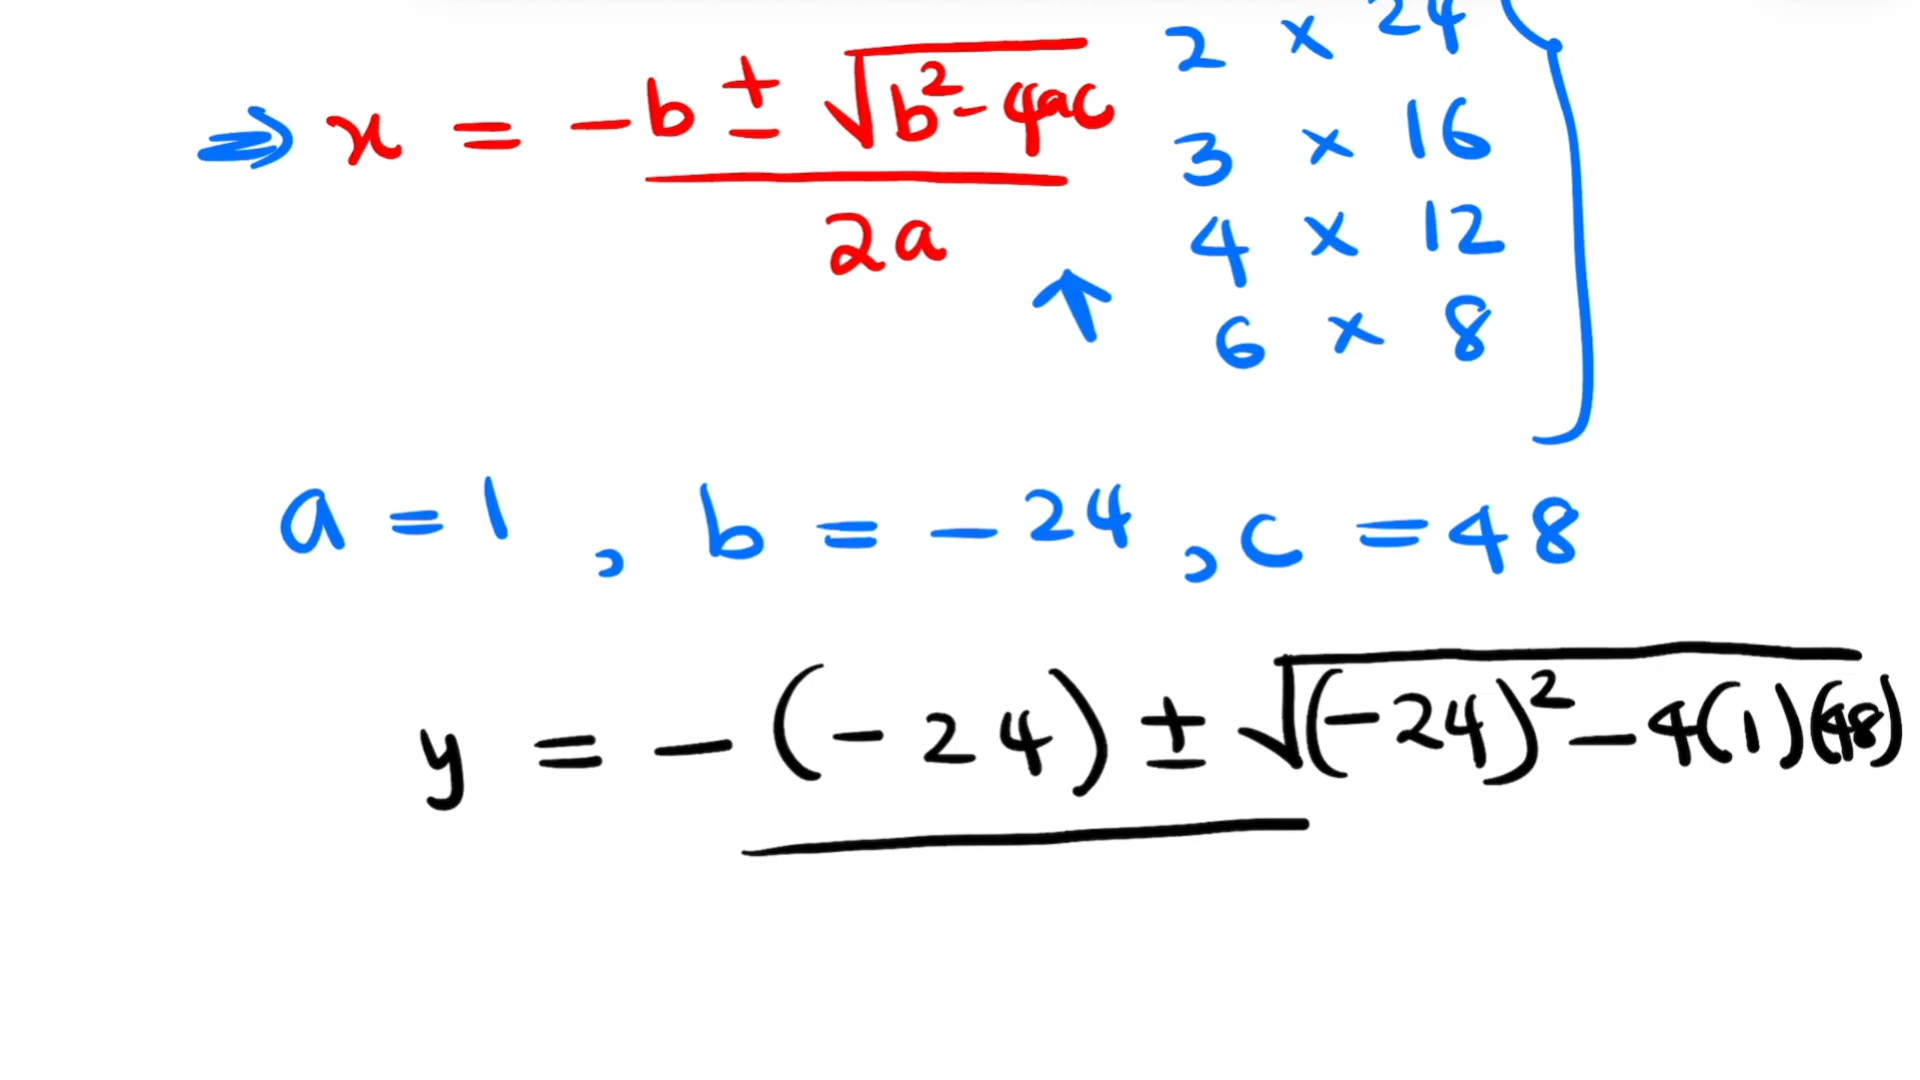 2 × 24
⇒ x = -b ± √b² - 4ac
3 × 16
2a
4 × 12
↑
6 × 8
a = 1 , b = -24 , c = 48
y = -(-24) ± √(-24)² - 4(1)(48)